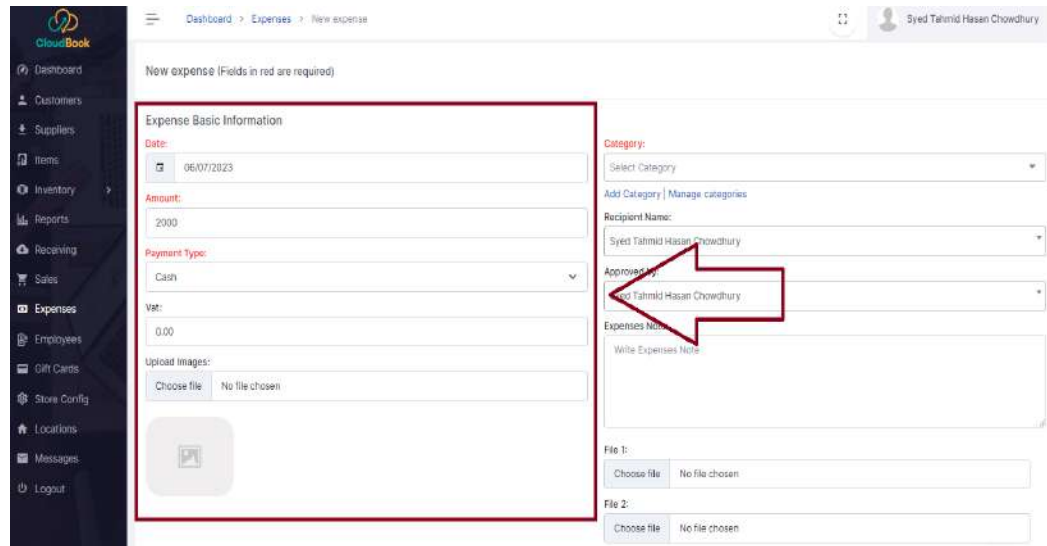 CloudBook
Dashboard > Expenses > New expense
Syed Tahmid Hasan Chowdhury
Dashboard
Customers
Suppliers
Items
Inventory >
Reports
Receiving
Sales
Expenses
Employees
Gift Cards
Store Config
Locations
Messages
Logout
New expense (Fields in red are required)
Expense Basic Information
Date:
06/07/2023
Amount:
2000
Payment Type:
Cash
Vat:
0.00
Upload Images:
Choose file No file chosen
Category:
Select Category
Add Category | Manage categories
Recipient Name:
Syed Tahmid Hasan Chowdhury
Approved by:
Syed Tahmid Hasan Chowdhury
Expenses Note:
Write Expenses Note
File 1:
Choose file No file chosen
File 2:
Choose file No file chosen